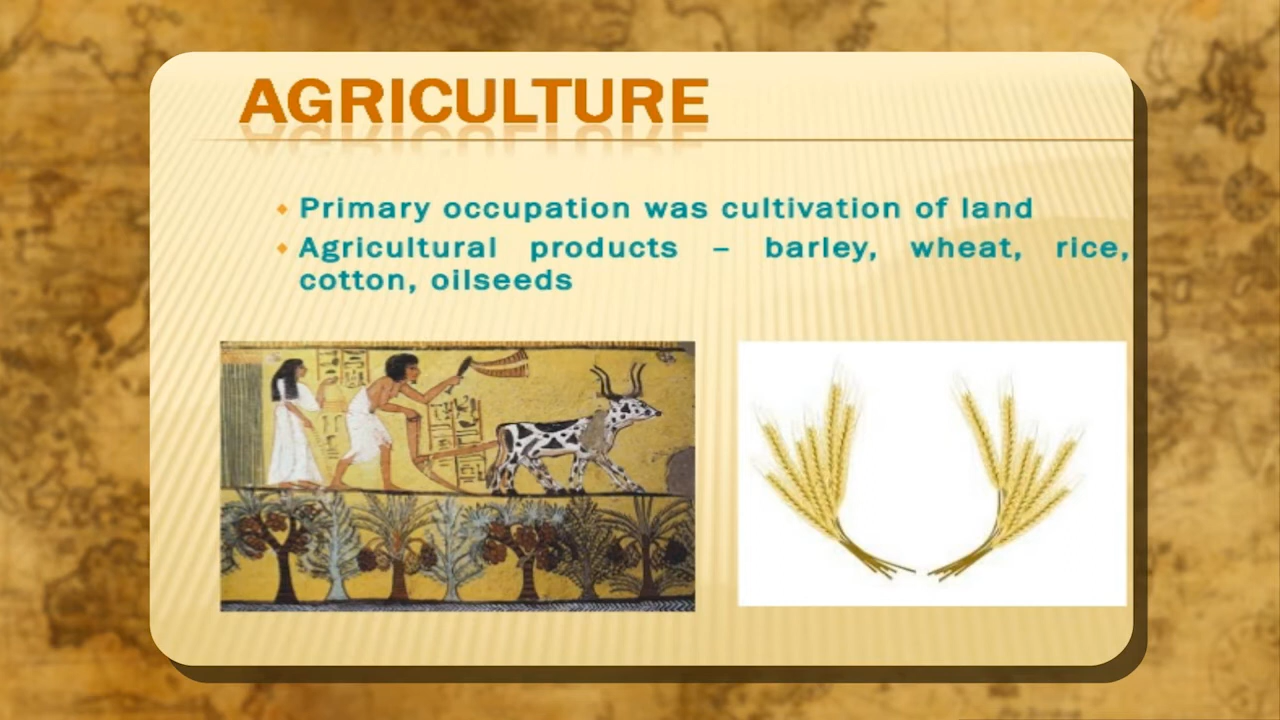 AGRICULTURE
Primary occupation was cultivation of land
Agricultural products – barley, wheat, rice,
cotton, oilseeds